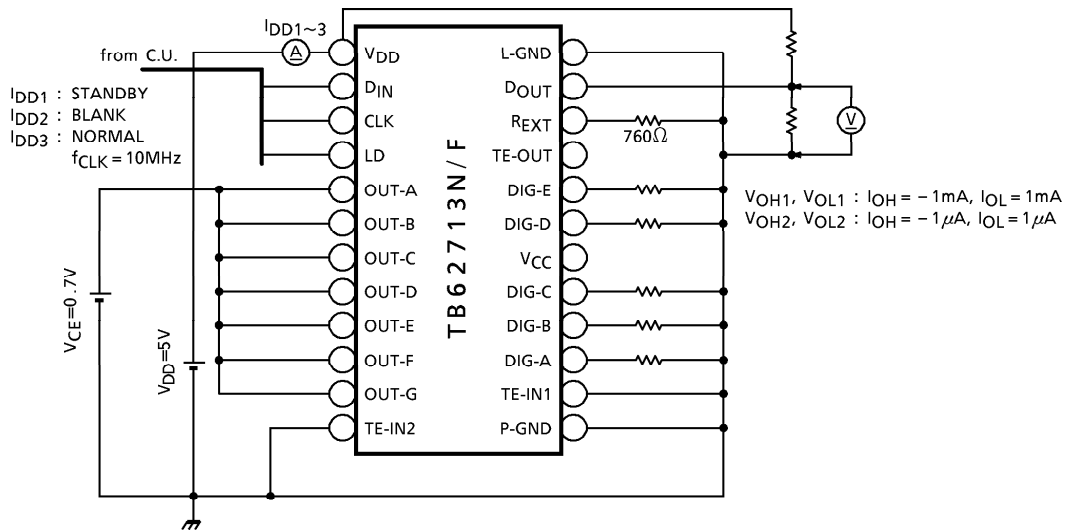 IDD1~3
from C.U.
IDD1 : STANDBY
IDD2 : BLANK
IDD3 : NORMAL
fCLK = 10MHz
A
VDD
DIN
CLK
LD
OUT-A
OUT-B
OUT-C
OUT-D
OUT-E
OUT-F
OUT-G
TE-IN2
TB62713N/F
L-GND
DOUT
REXT
TE-OUT
DIG-E
DIG-D
VCC
DIG-C
DIG-B
DIG-A
TE-IN1
P-GND
760Ω
V
VOH1, VOL1 : IOH = −1mA, IOL = 1mA
VOH2, VOL2 : IOH = −1μA, IOL = 1μA
VCE=0.7V
VDD=5V